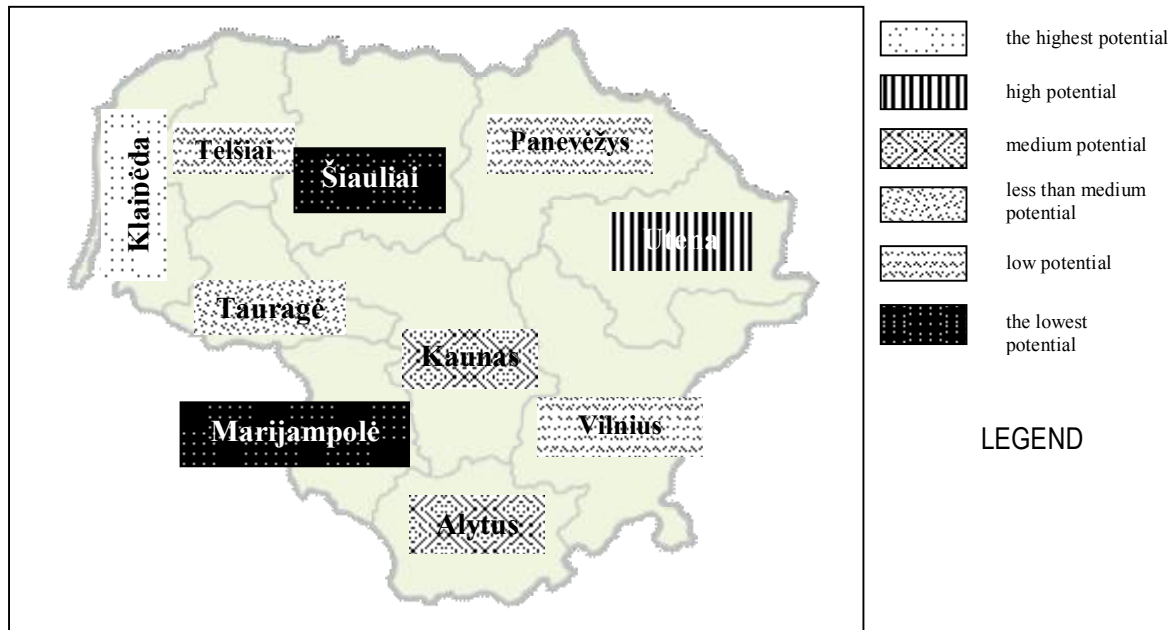 Klaipėda
Telšiai
Šiauliai
Panevėžys
Utena
Tauragė
Kaunas
Marijampolė
Vilnius
Alytus
the highest potential
high potential
medium potential
less than medium
potential
low potential
the lowest
potential
LEGEND